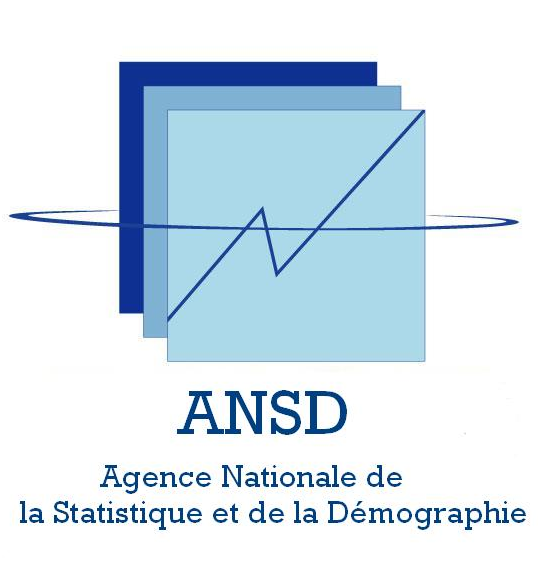 ANSD
Agence Nationale de
la Statistique et de la Démographie